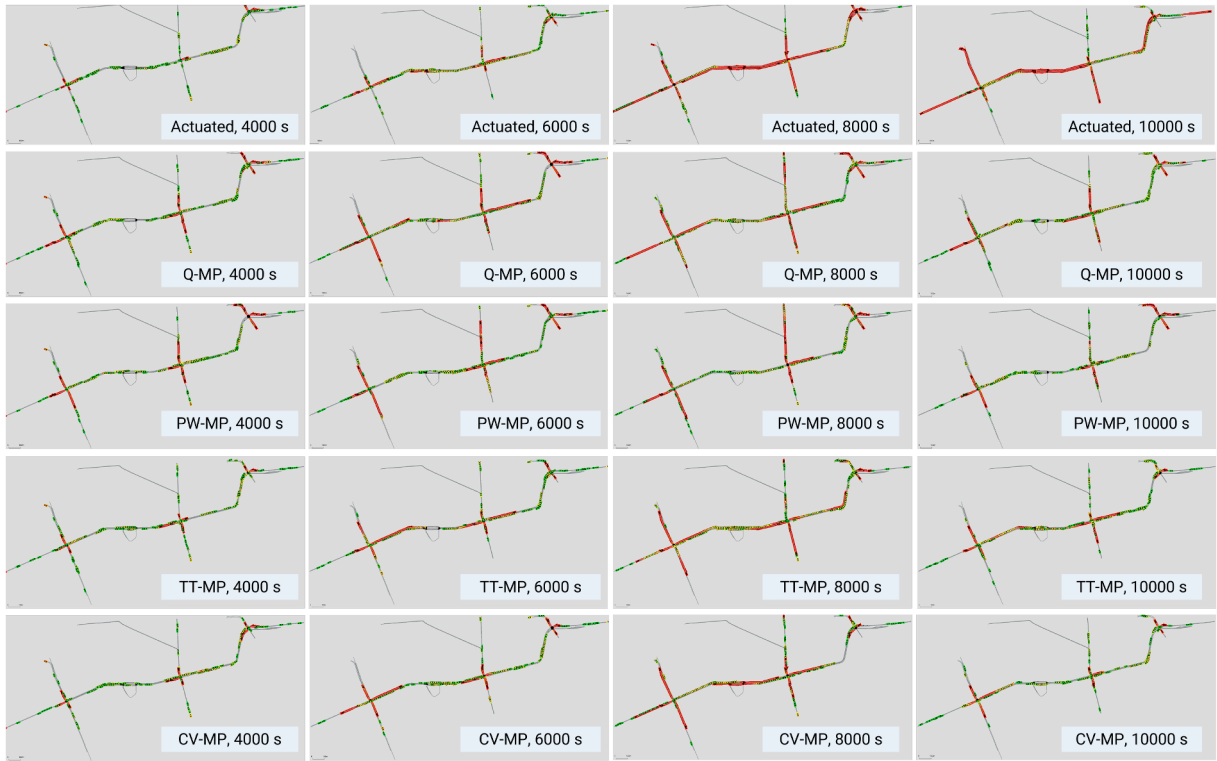 Actuated, 4000 s
Actuated, 6000 s
Actuated, 8000 s
Actuated, 10000 s
Q-MP, 4000 s
Q-MP, 6000 s
Q-MP, 8000 s
Q-MP, 10000 s
PW-MP, 4000 s
PW-MP, 6000 s
PW-MP, 8000 s
PW-MP, 10000 s
TT-MP, 4000 s
TT-MP, 6000 s
TT-MP, 8000 s
TT-MP, 10000 s
CV-MP, 4000 s
CV-MP, 6000 s
CV-MP, 8000 s
CV-MP, 10000 s